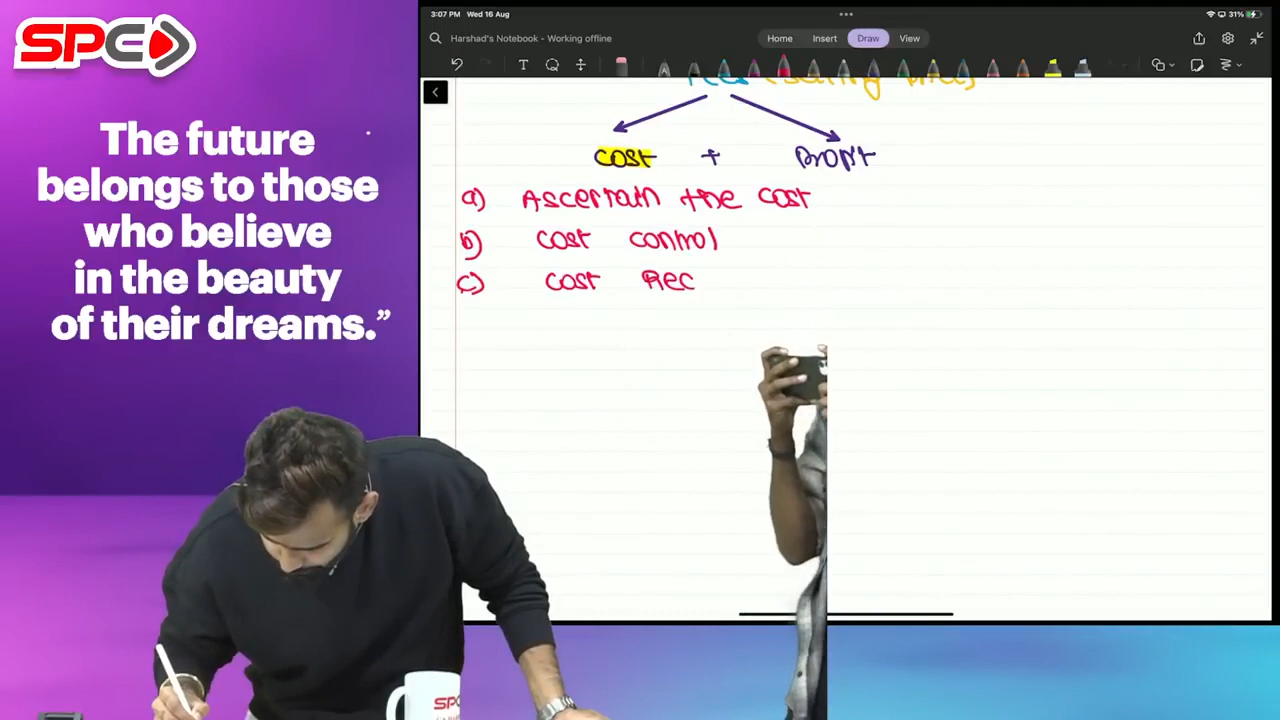 SPC
3:07 PM Wed 16 Aug
31%
Harshad's Notebook - Working offline
Home Insert Draw View
T
The future
belongs to those
who believe
in the beauty
of their dreams.”
cost + profit
a) Ascertain the cost
b) cost control
c) cost Rec
SPC